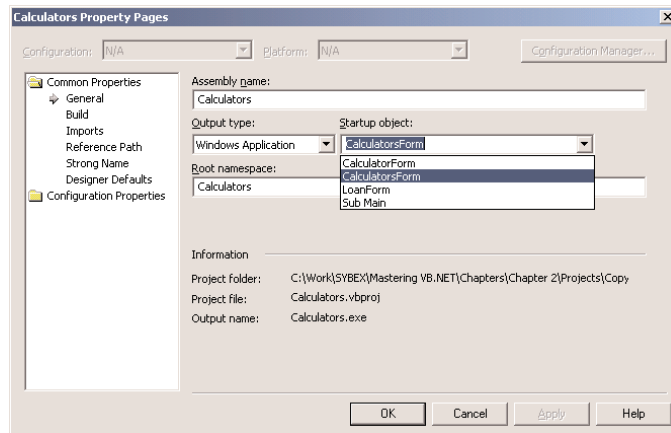 Calculators Property Pages
Configuration: N/A Platform: N/A Configuration Manager...
Common Properties
General
Build
Imports
Reference Path
Strong Name
Designer Defaults
Configuration Properties
Assembly name:
Calculators
Output type: Startup object:
Windows Application CalculatorsForm
CalculatorForm
CalculatorsForm
LoanForm
Sub Main
Root namespace:
Calculators
Information
Project folder: C:\Work\SYBEX\Mastering VB.NET\Chapters\Chapter 2\Projects\Copy
Project file: Calculators.vbproj
Output name: Calculators.exe
OK Cancel Apply Help